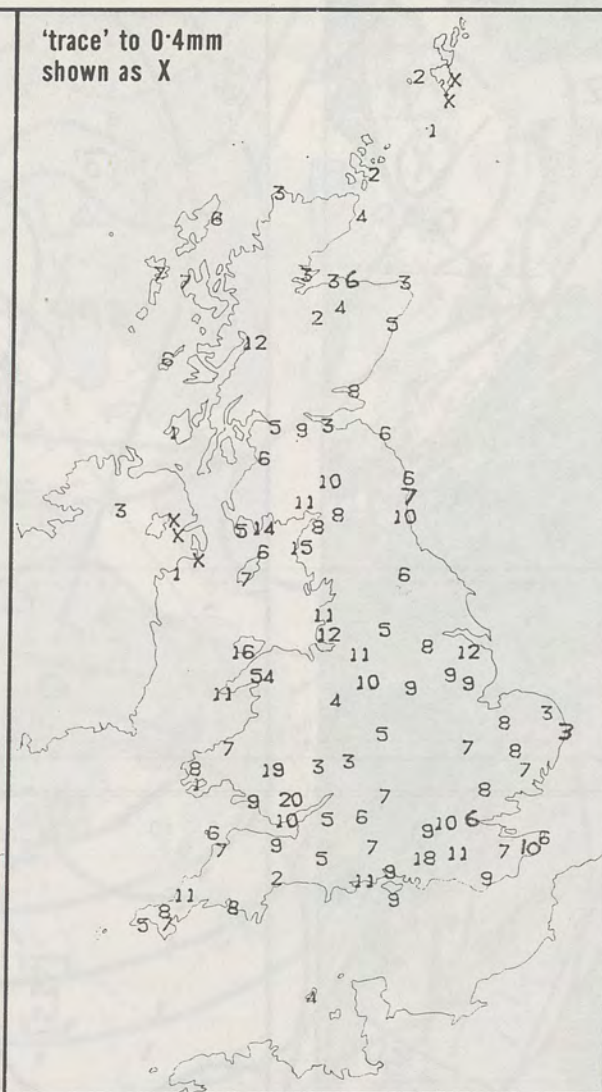 'trace' to 0·4mm
shown as X
2 X
X
1
2
3
6 4
7 7 3 3 6 3
2 4 5
12
6
8
1 5 9 3 6
6
10 6
11 7
3 X 5 14 8 8 10
X 6 15
1 X 7 6
11
16 12 5 8 12
11
54 9
11 10 9 9
4
3
5 8 3
7 7 8
8 19 3 3 7
1
9 20 7 8
10 5 6 9 10 6
6 7 9 7 6
5 18 11 7 10
2 11 9 9
9
11
8 8
5 7
4